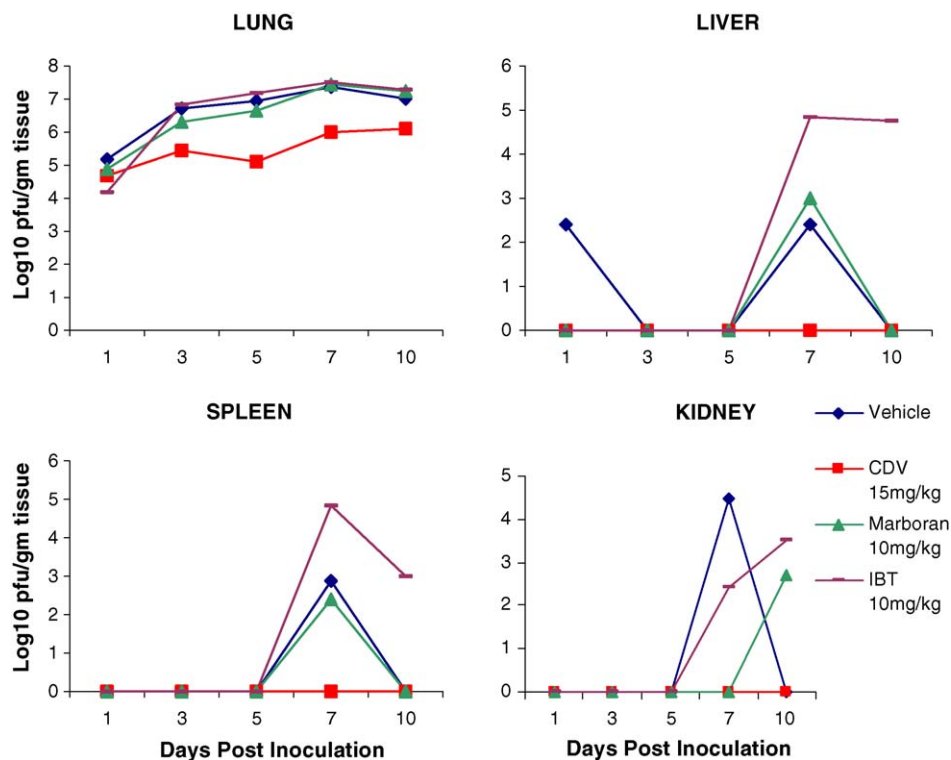 LUNG
Log10 pfu/gm tissue
8
7
6
5
4
3
2
1
0
1 3 5 7 10
LIVER
6
5
4
3
2
1
0
1 3 5 7 10
SPLEEN
Log10 pfu/gm tissue
6
5
4
3
2
1
0
1 3 5 7 10
Days Post Inoculation
KIDNEY
5
4
3
2
1
0
1 3 5 7 10
Days Post Inoculation
Vehicle
CDV
15mg/kg
Marboran
10mg/kg
IBT
10mg/kg